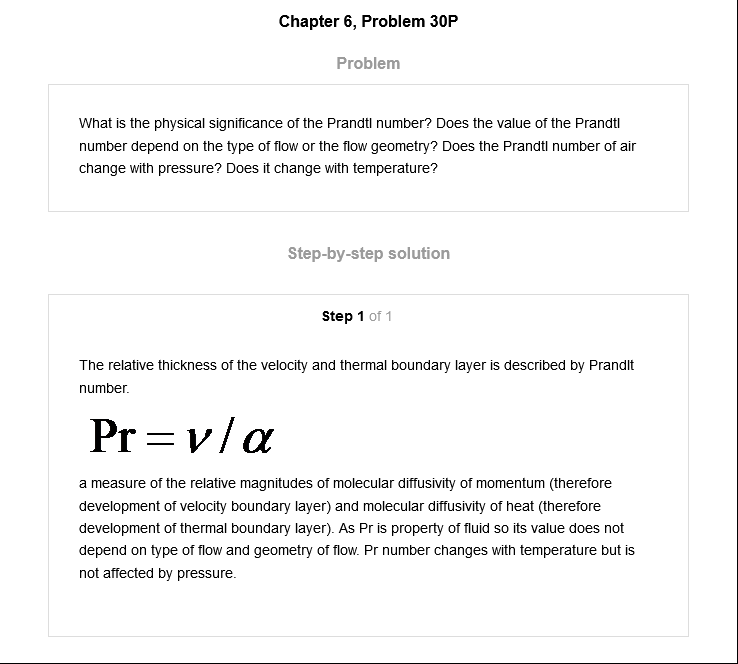 Chapter 6, Problem 30P
Problem
What is the physical significance of the Prandtl number? Does the value of the Prandtl
number depend on the type of flow or the flow geometry? Does the Prandtl number of air
change with pressure? Does it change with temperature?
Step-by-step solution
Step 1 of 1
The relative thickness of the velocity and thermal boundary layer is described by Prandlt
number.
Pr = ν / α
a measure of the relative magnitudes of molecular diffusivity of momentum (therefore
development of velocity boundary layer) and molecular diffusivity of heat (therefore
development of thermal boundary layer). As Pr is property of fluid so its value does not
depend on type of flow and geometry of flow. Pr number changes with temperature but is
not affected by pressure.